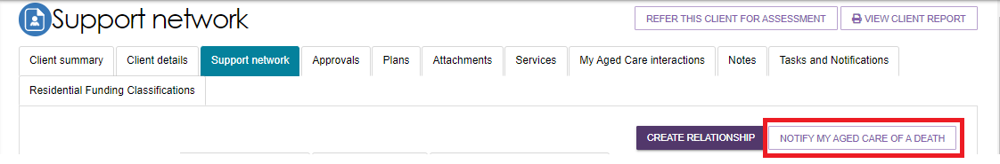 Support network
REFER THIS CLIENT FOR ASSESSMENT
VIEW CLIENT REPORT
Client summary
Client details
Support network
Approvals
Plans
Attachments
Services
My Aged Care interactions
Notes
Tasks and Notifications
Residential Funding Classifications
CREATE RELATIONSHIP
NOTIFY MY AGED CARE OF A DEATH